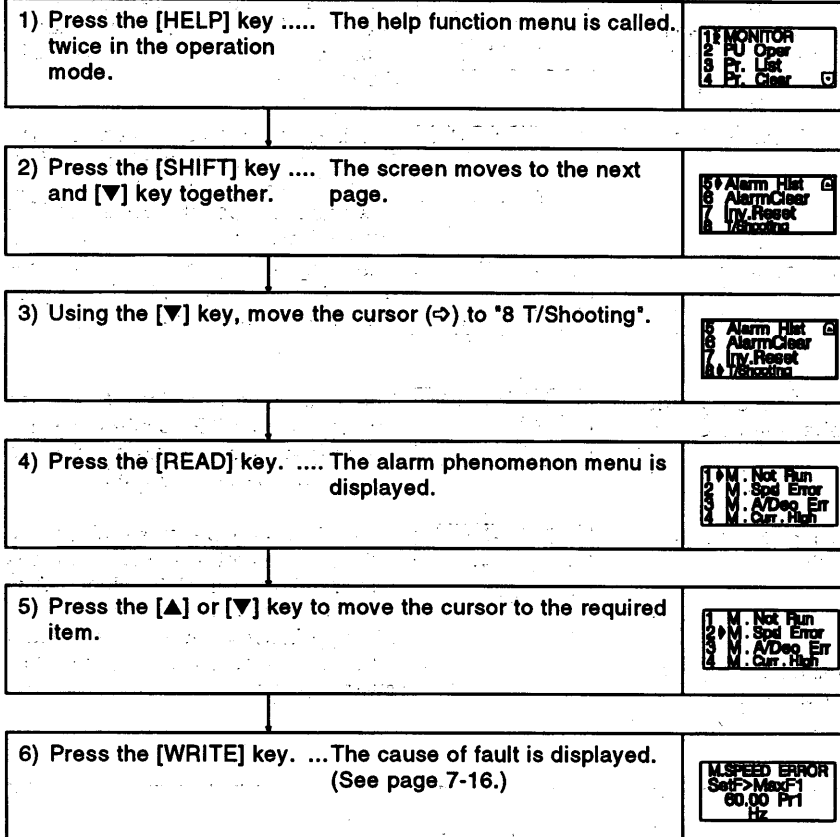 1) Press the [HELP] key ..... The help function menu is called.
twice in the operation
mode.
1 MONITOR
2 PU Oper
3 Pr. List
4 Pr. Clear
2) Press the [SHIFT] key .... The screen moves to the next
and [▼] key together. page.
5 Alarm Hist
6 AlarmClear
7 Inv.Reset
8 T/Shooting
3) Using the [▼] key, move the cursor (⇨) to "8 T/Shooting".
5 Alarm Hist
6 AlarmClear
7 Inv.Reset
8 T/Shooting
4) Press the [READ] key. .... The alarm phenomenon menu is
displayed.
1 M. Not Run
2 M. Spd Error
3 M. A/Dec Err
4 M. Curr. High
5) Press the [▲] or [▼] key to move the cursor to the required
item.
1 M. Not Run
2 M. Spd Error
3 M. A/Dec Err
4 M. Curr. High
6) Press the [WRITE] key. ... The cause of fault is displayed.
(See page 7-16.)
M.SPEED ERROR
SetF>MaxF1
60.00 Pr1
Hz